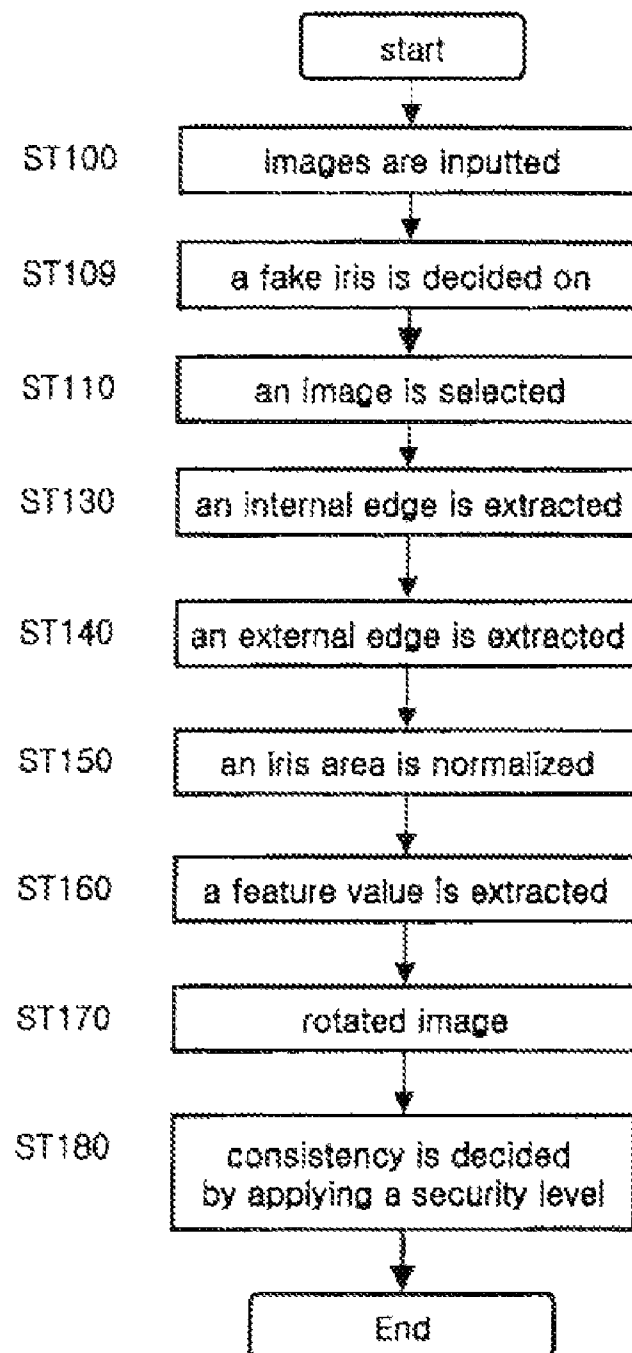 start
ST100 images are inputted
ST109 a fake iris is decided on
ST110 an image is selected
ST130 an internal edge is extracted
ST140 an external edge is extracted
ST150 an iris area is normalized
ST160 a feature value is extracted
ST170 rotated image
ST180 consistency is decided
by applying a security level
End